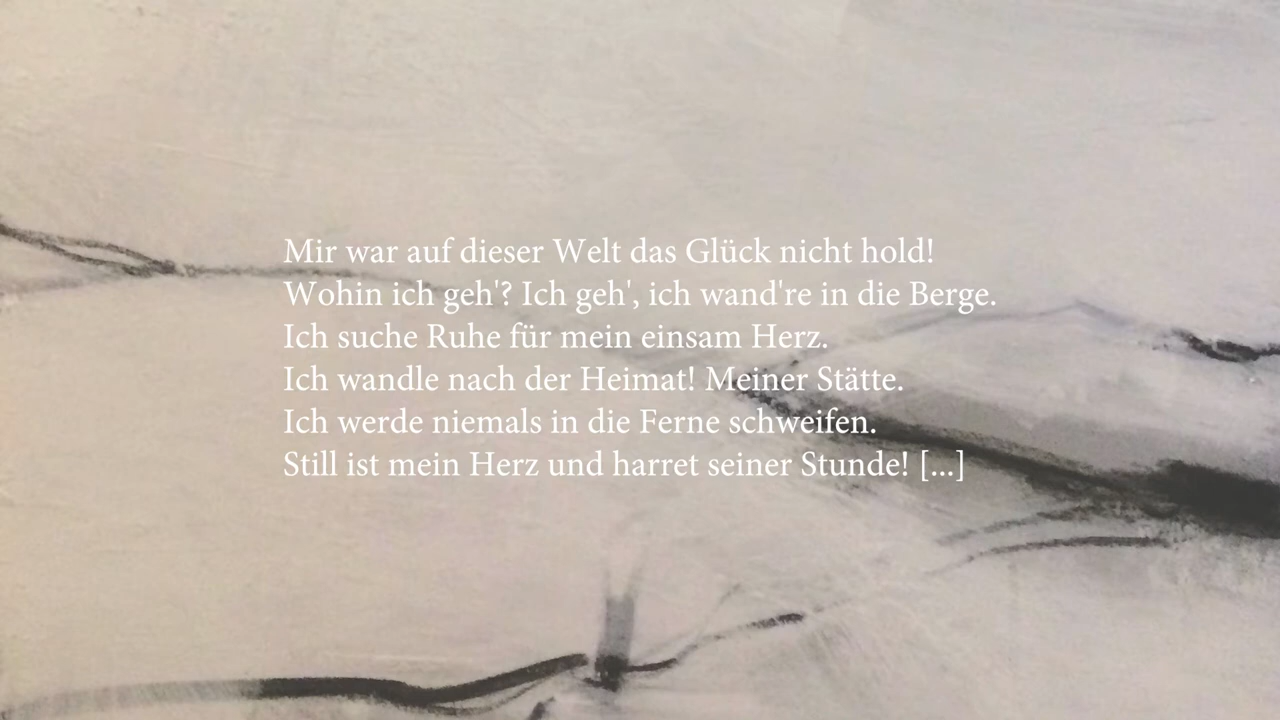 Mir war auf dieser Welt das Glück nicht hold!
Wohin ich geh'? Ich geh', ich wand're in die Berge.
Ich suche Ruhe für mein einsam Herz.
Ich wandle nach der Heimat! Meiner Stätte.
Ich werde niemals in die Ferne schweifen.
Still ist mein Herz und harret seiner Stunde! [...]